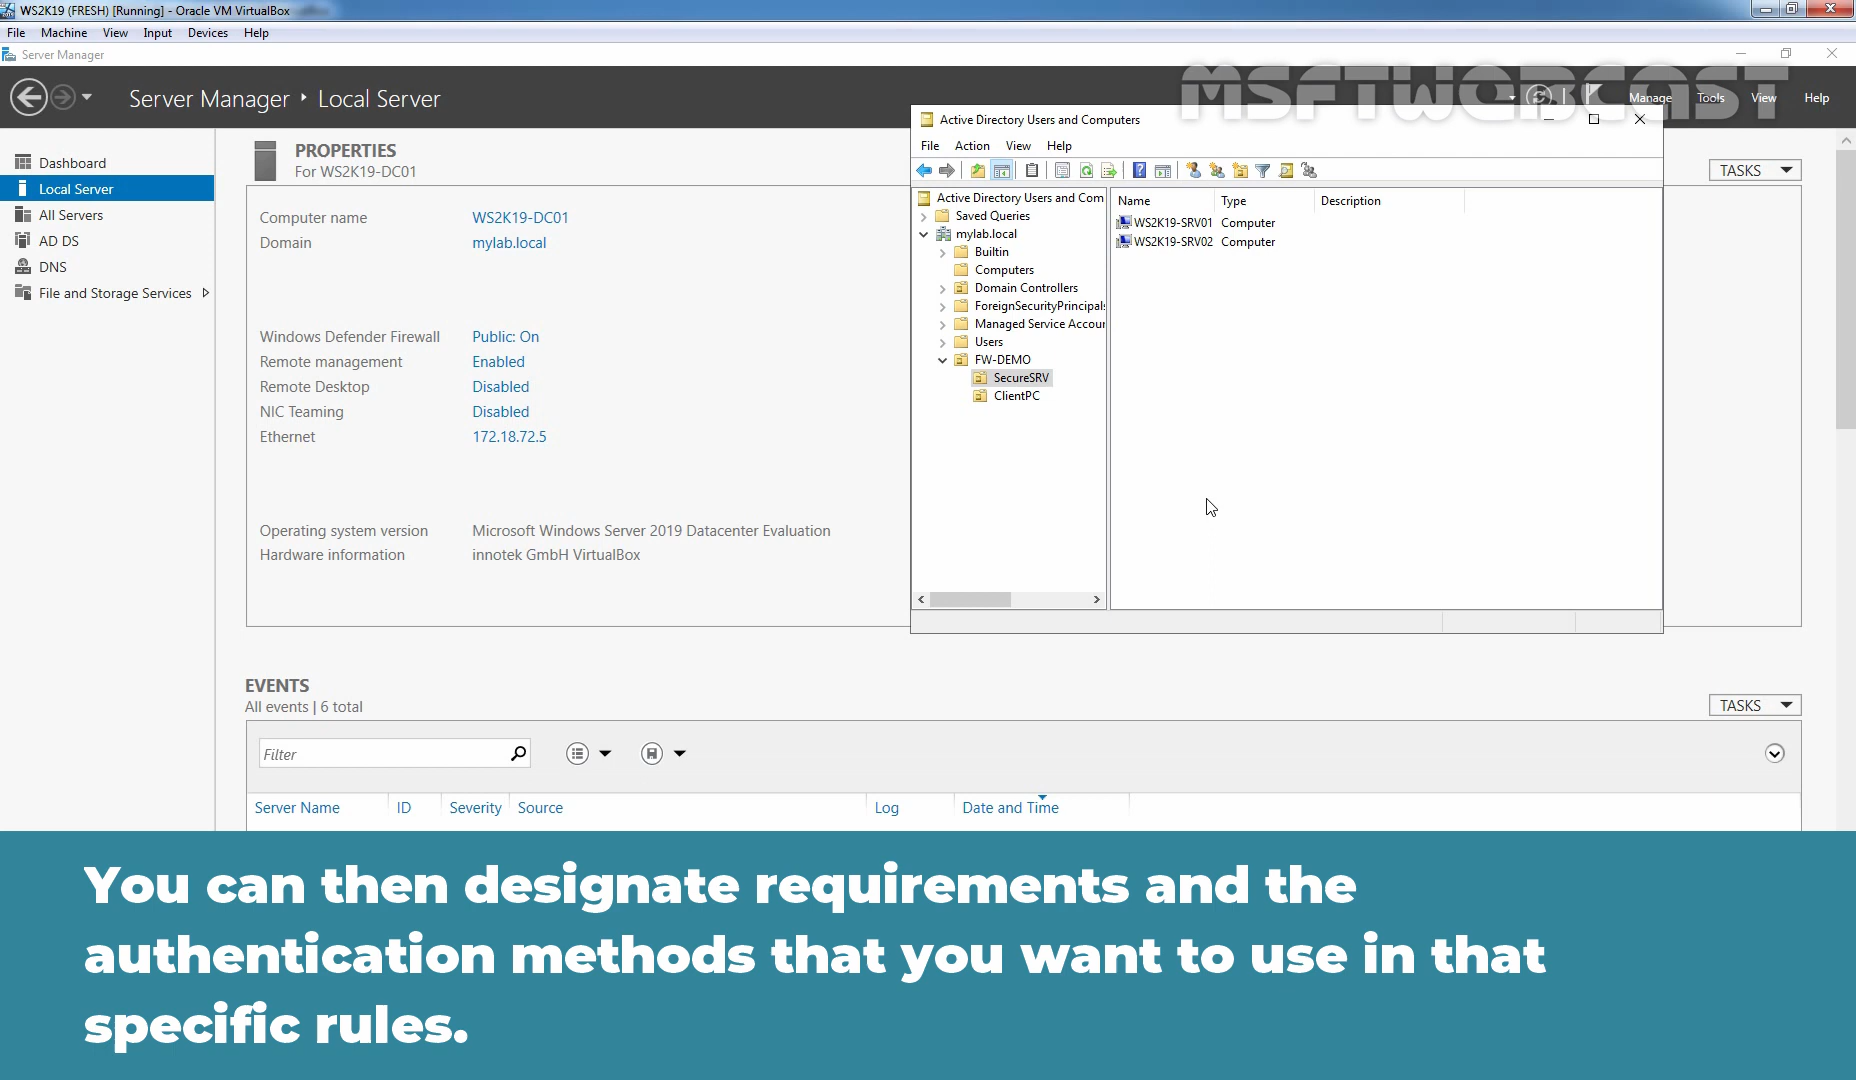 WS2K19 (FRESH) [Running] - Oracle VM VirtualBox
File Machine View Input Devices Help
Server Manager
Server Manager ‣ Local Server
MSFTWEBCAST
Manage Tools View Help
Dashboard
Local Server
All Servers
AD DS
DNS
File and Storage Services
PROPERTIES
For WS2K19-DC01
TASKS
Computer name WS2K19-DC01
Domain mylab.local
Windows Defender Firewall Public: On
Remote management Enabled
Remote Desktop Disabled
NIC Teaming Disabled
Ethernet 172.18.72.5
Operating system version Microsoft Windows Server 2019 Datacenter Evaluation
Hardware information innotek GmbH VirtualBox
Active Directory Users and Computers
File Action View Help
Active Directory Users and Com
Saved Queries
mylab.local
Builtin
Computers
Domain Controllers
ForeignSecurityPrincipals
Managed Service Accour
Users
FW-DEMO
SecureSRV
ClientPC
Name Type Description
WS2K19-SRV01 Computer
WS2K19-SRV02 Computer
EVENTS
All events | 6 total
TASKS
Filter
Server Name ID Severity Source Log Date and Time
You can then designate requirements and the
authentication methods that you want to use in that
specific rules.